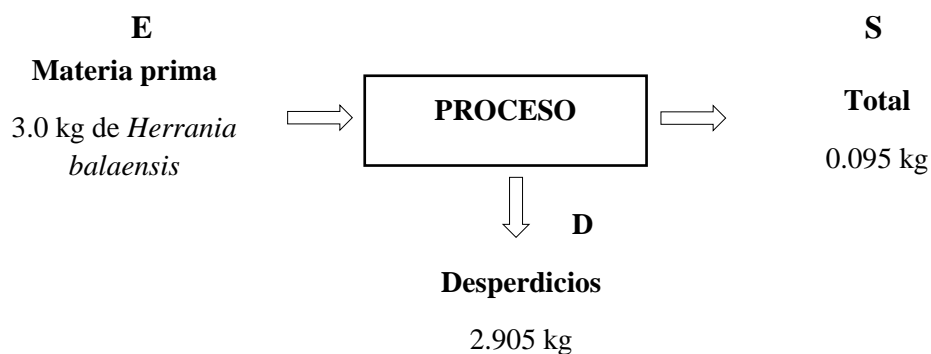 E
Materia prima
3.0 kg de Herrania
balaensis
PROCESO
S
Total
0.095 kg
D
Desperdicios
2.905 kg